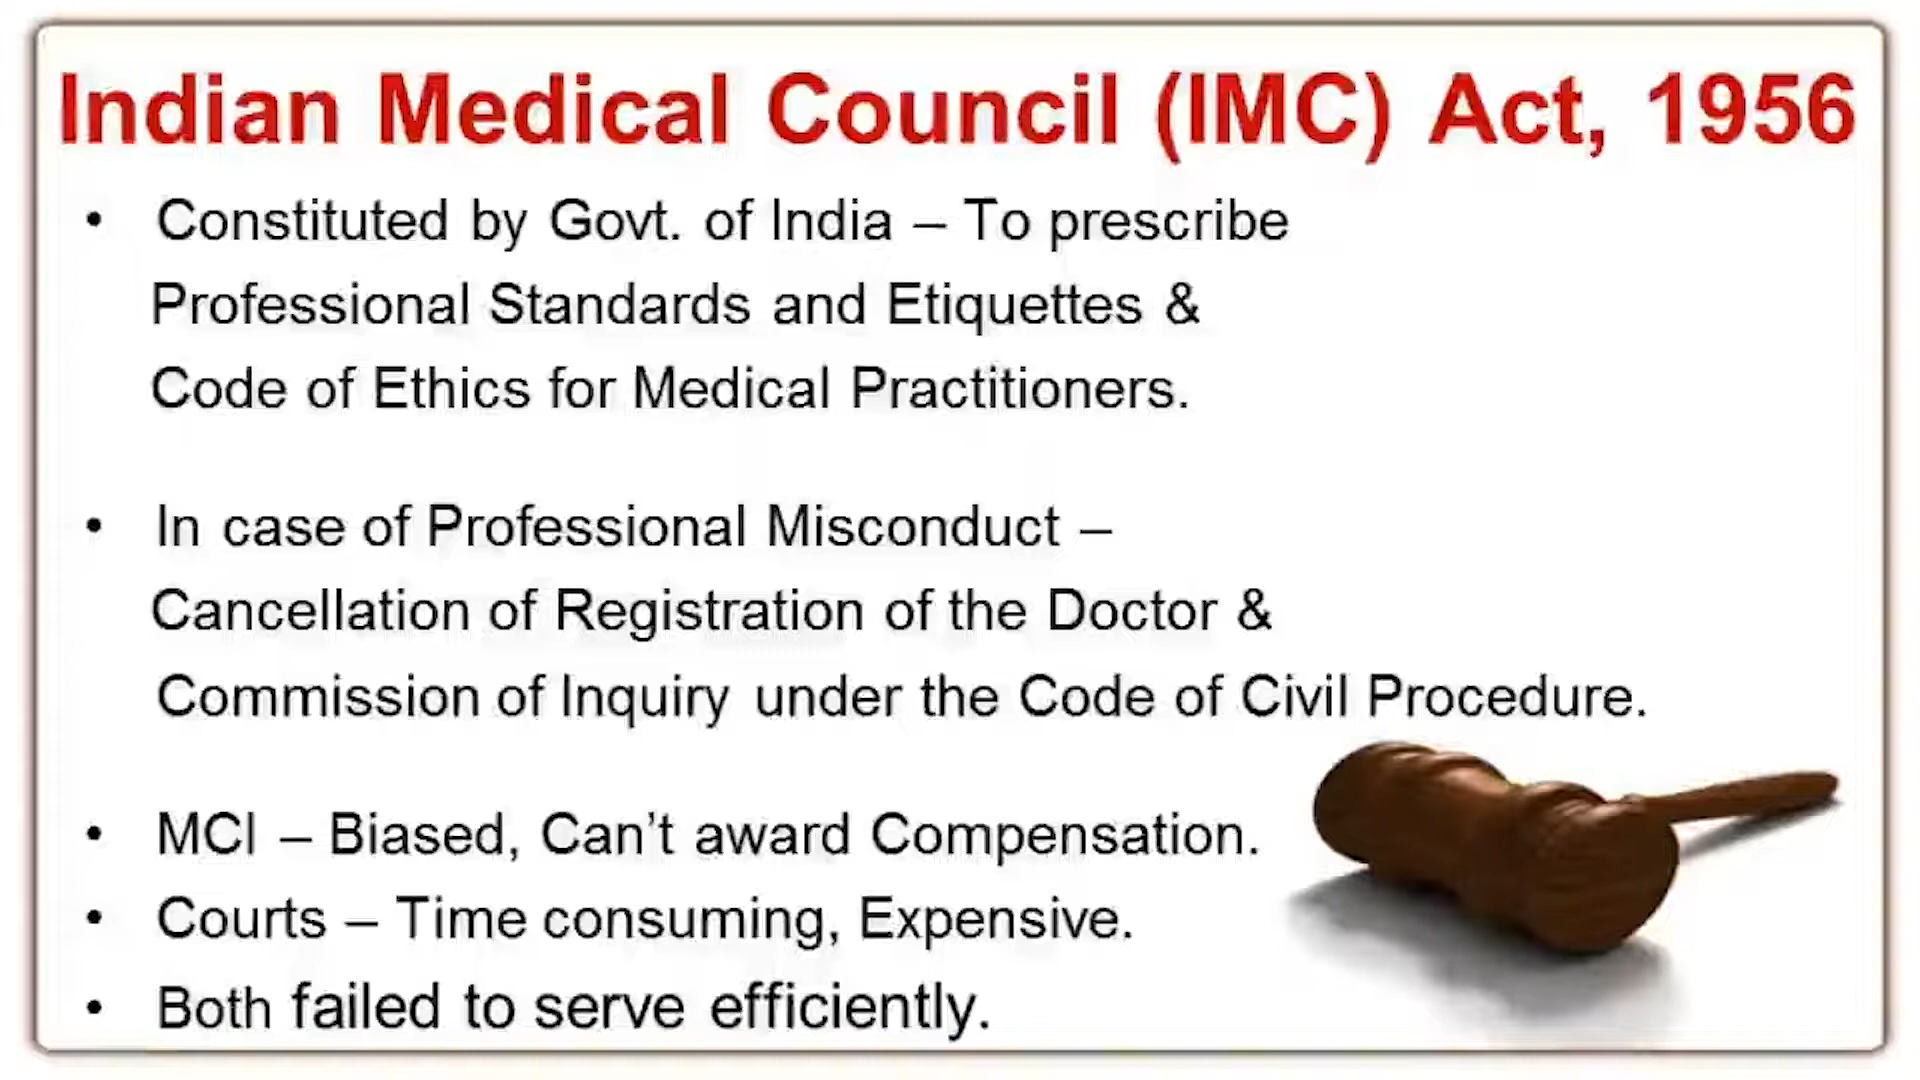 Indian Medical Council (IMC) Act, 1956
• Constituted by Govt. of India – To prescribe
Professional Standards and Etiquettes &
Code of Ethics for Medical Practitioners.
• In case of Professional Misconduct –
Cancellation of Registration of the Doctor &
Commission of Inquiry under the Code of Civil Procedure.
• MCI – Biased, Can’t award Compensation.
• Courts – Time consuming, Expensive.
• Both failed to serve efficiently.